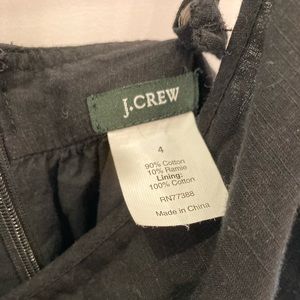 J.CREW
4
90% Cotton
10% Ramie
Lining:
100% Cotton
RN77388
Made in China